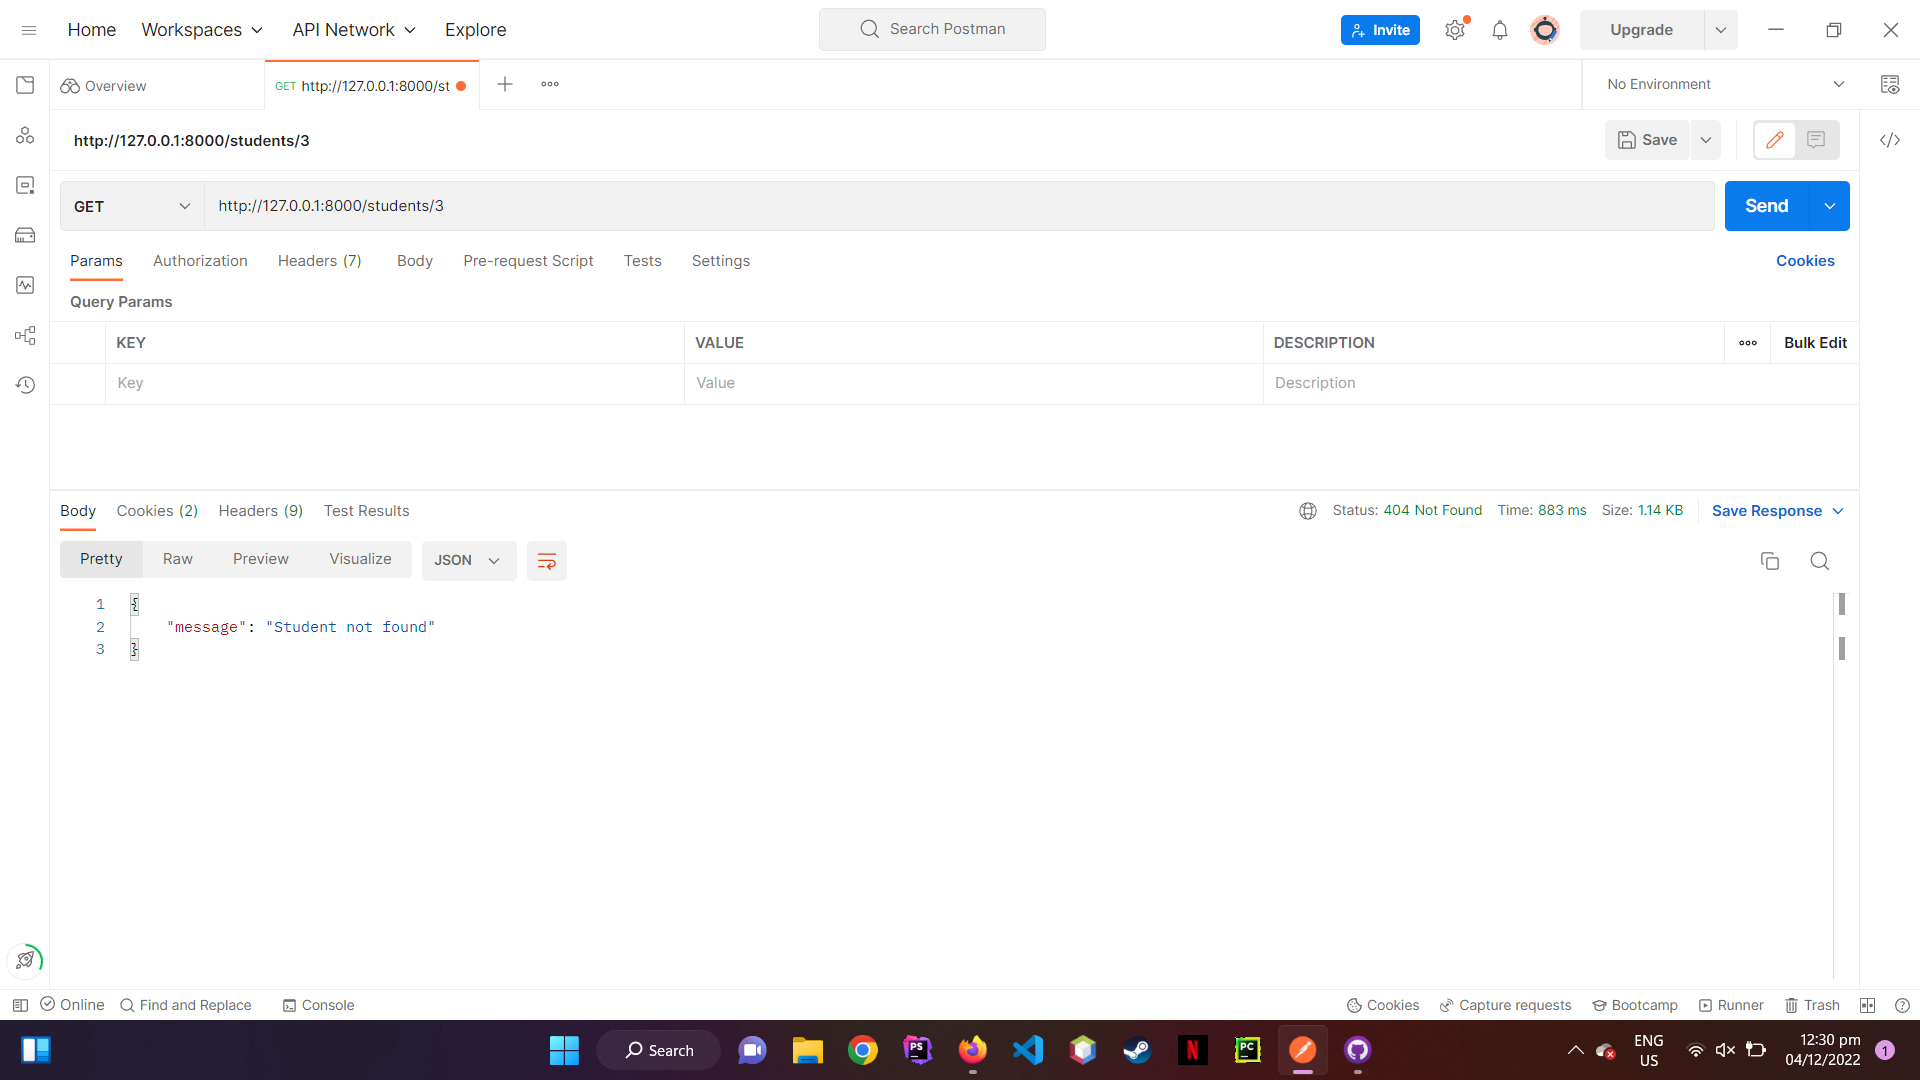 Home Workspaces API Network Explore Search Postman Invite Upgrade
Overview GET http://127.0.0.1:8000/st No Environment
http://127.0.0.1:8000/students/3 Save
GET http://127.0.0.1:8000/students/3 Send
Params Authorization Headers (7) Body Pre-request Script Tests Settings Cookies
Query Params
KEY VALUE DESCRIPTION Bulk Edit
Key Value Description
Body Cookies (2) Headers (9) Test Results Status: 404 Not Found Time: 883 ms Size: 1.14 KB Save Response
Pretty Raw Preview Visualize JSON
1 {
2 "message": "Student not found"
3 }
Online Find and Replace Console Cookies Capture requests Bootcamp Runner Trash
Search PS N PC ENG 12:30 pm
US 04/12/2022 1